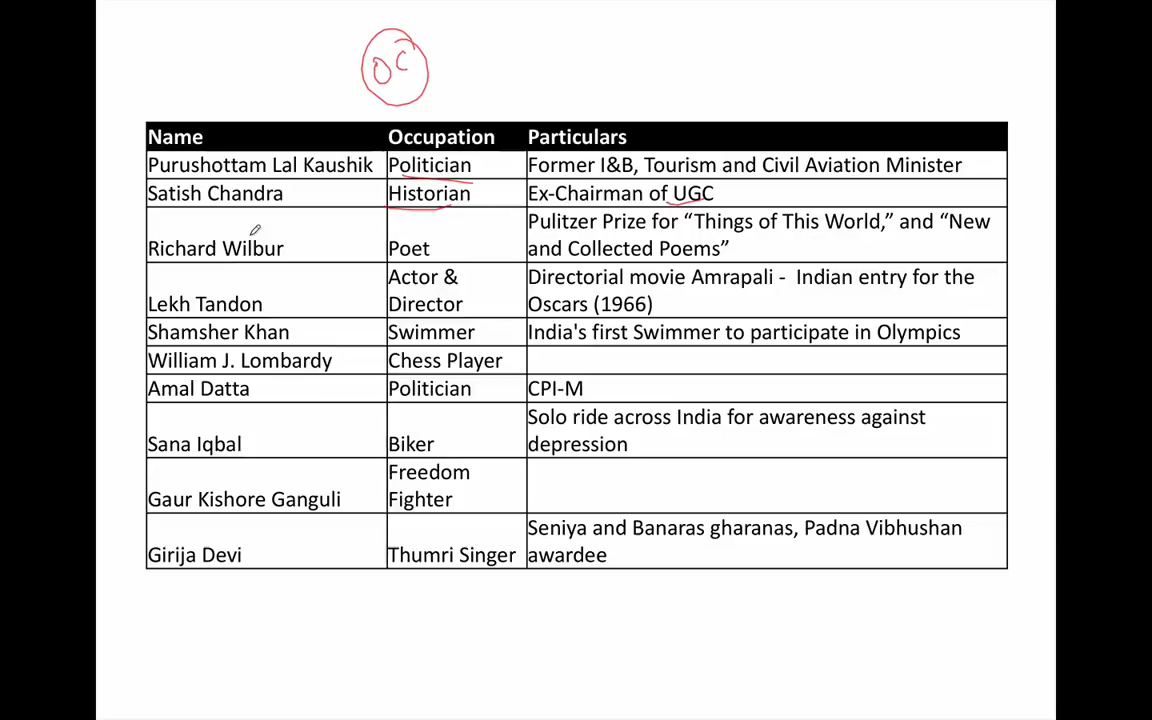 OC
Name Occupation Particulars
Purushottam Lal Kaushik Politician Former I&B, Tourism and Civil Aviation Minister
Satish Chandra Historian Ex-Chairman of UGC
Richard Wilbur Poet Pulitzer Prize for “Things of This World,” and “New
and Collected Poems”
Lekh Tandon Actor &
Director Directorial movie Amrapali - Indian entry for the
Oscars (1966)
Shamsher Khan Swimmer India's first Swimmer to participate in Olympics
William J. Lombardy Chess Player
Amal Datta Politician CPI-M
Sana Iqbal Biker Solo ride across India for awareness against
depression
Gaur Kishore Ganguli Freedom
Fighter
Girija Devi Thumri Singer Seniya and Banaras gharanas, Padna Vibhushan
awardee